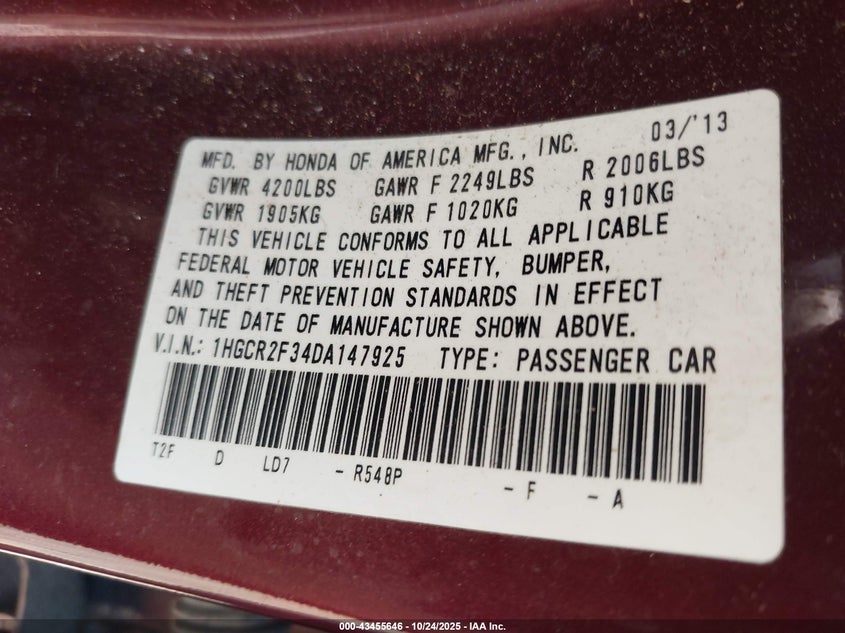 MFD. BY HONDA OF AMERICA MFG., INC. 03/'13
GVWR 4200LBS GAWR F 2249LBS R 2006LBS
GVWR 1905KG GAWR F 1020KG R 910KG
THIS VEHICLE CONFORMS TO ALL APPLICABLE
FEDERAL MOTOR VEHICLE SAFETY, BUMPER,
AND THEFT PREVENTION STANDARDS IN EFFECT
ON THE DATE OF MANUFACTURE SHOWN ABOVE.
V.I.N.: 1HGCR2F34DA147925 TYPE: PASSENGER CAR
T2F D LD7 - R548P - F - A
000-43455646 - 10/24/2025 - IAA Inc.